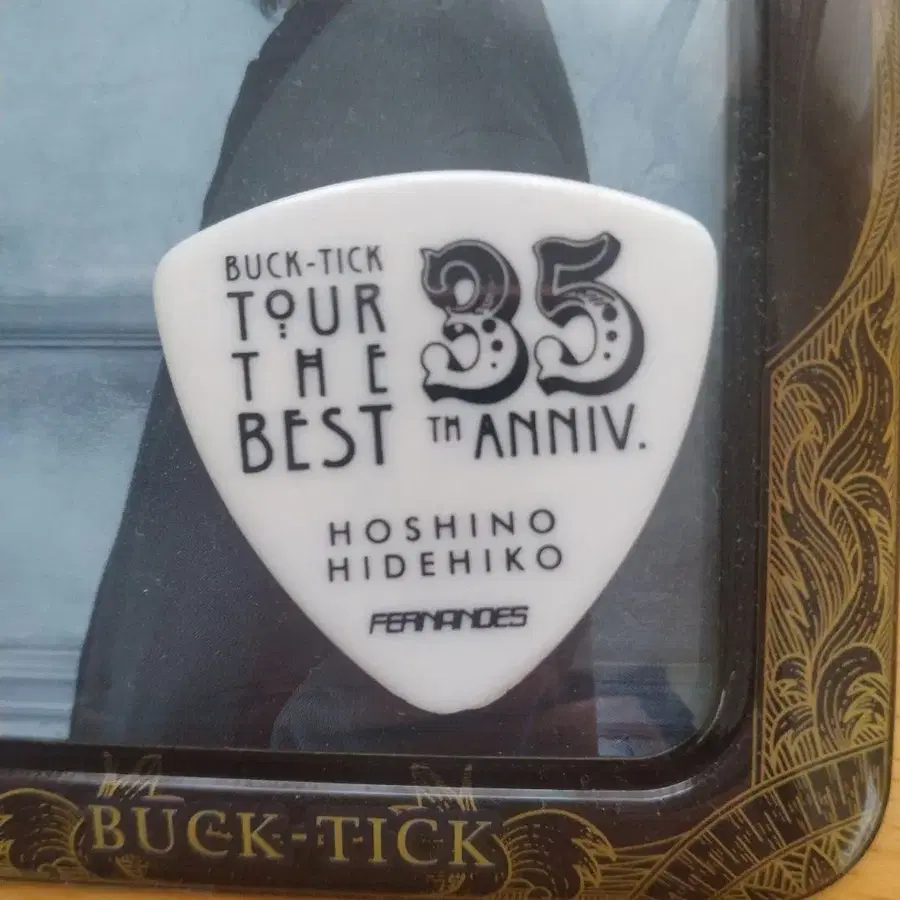 BUCK-TICK
TOUR
THE
BEST
35
TH ANNIV.
HOSHINO
HIDEHIKO
FERNANDES
BUCK-TICK